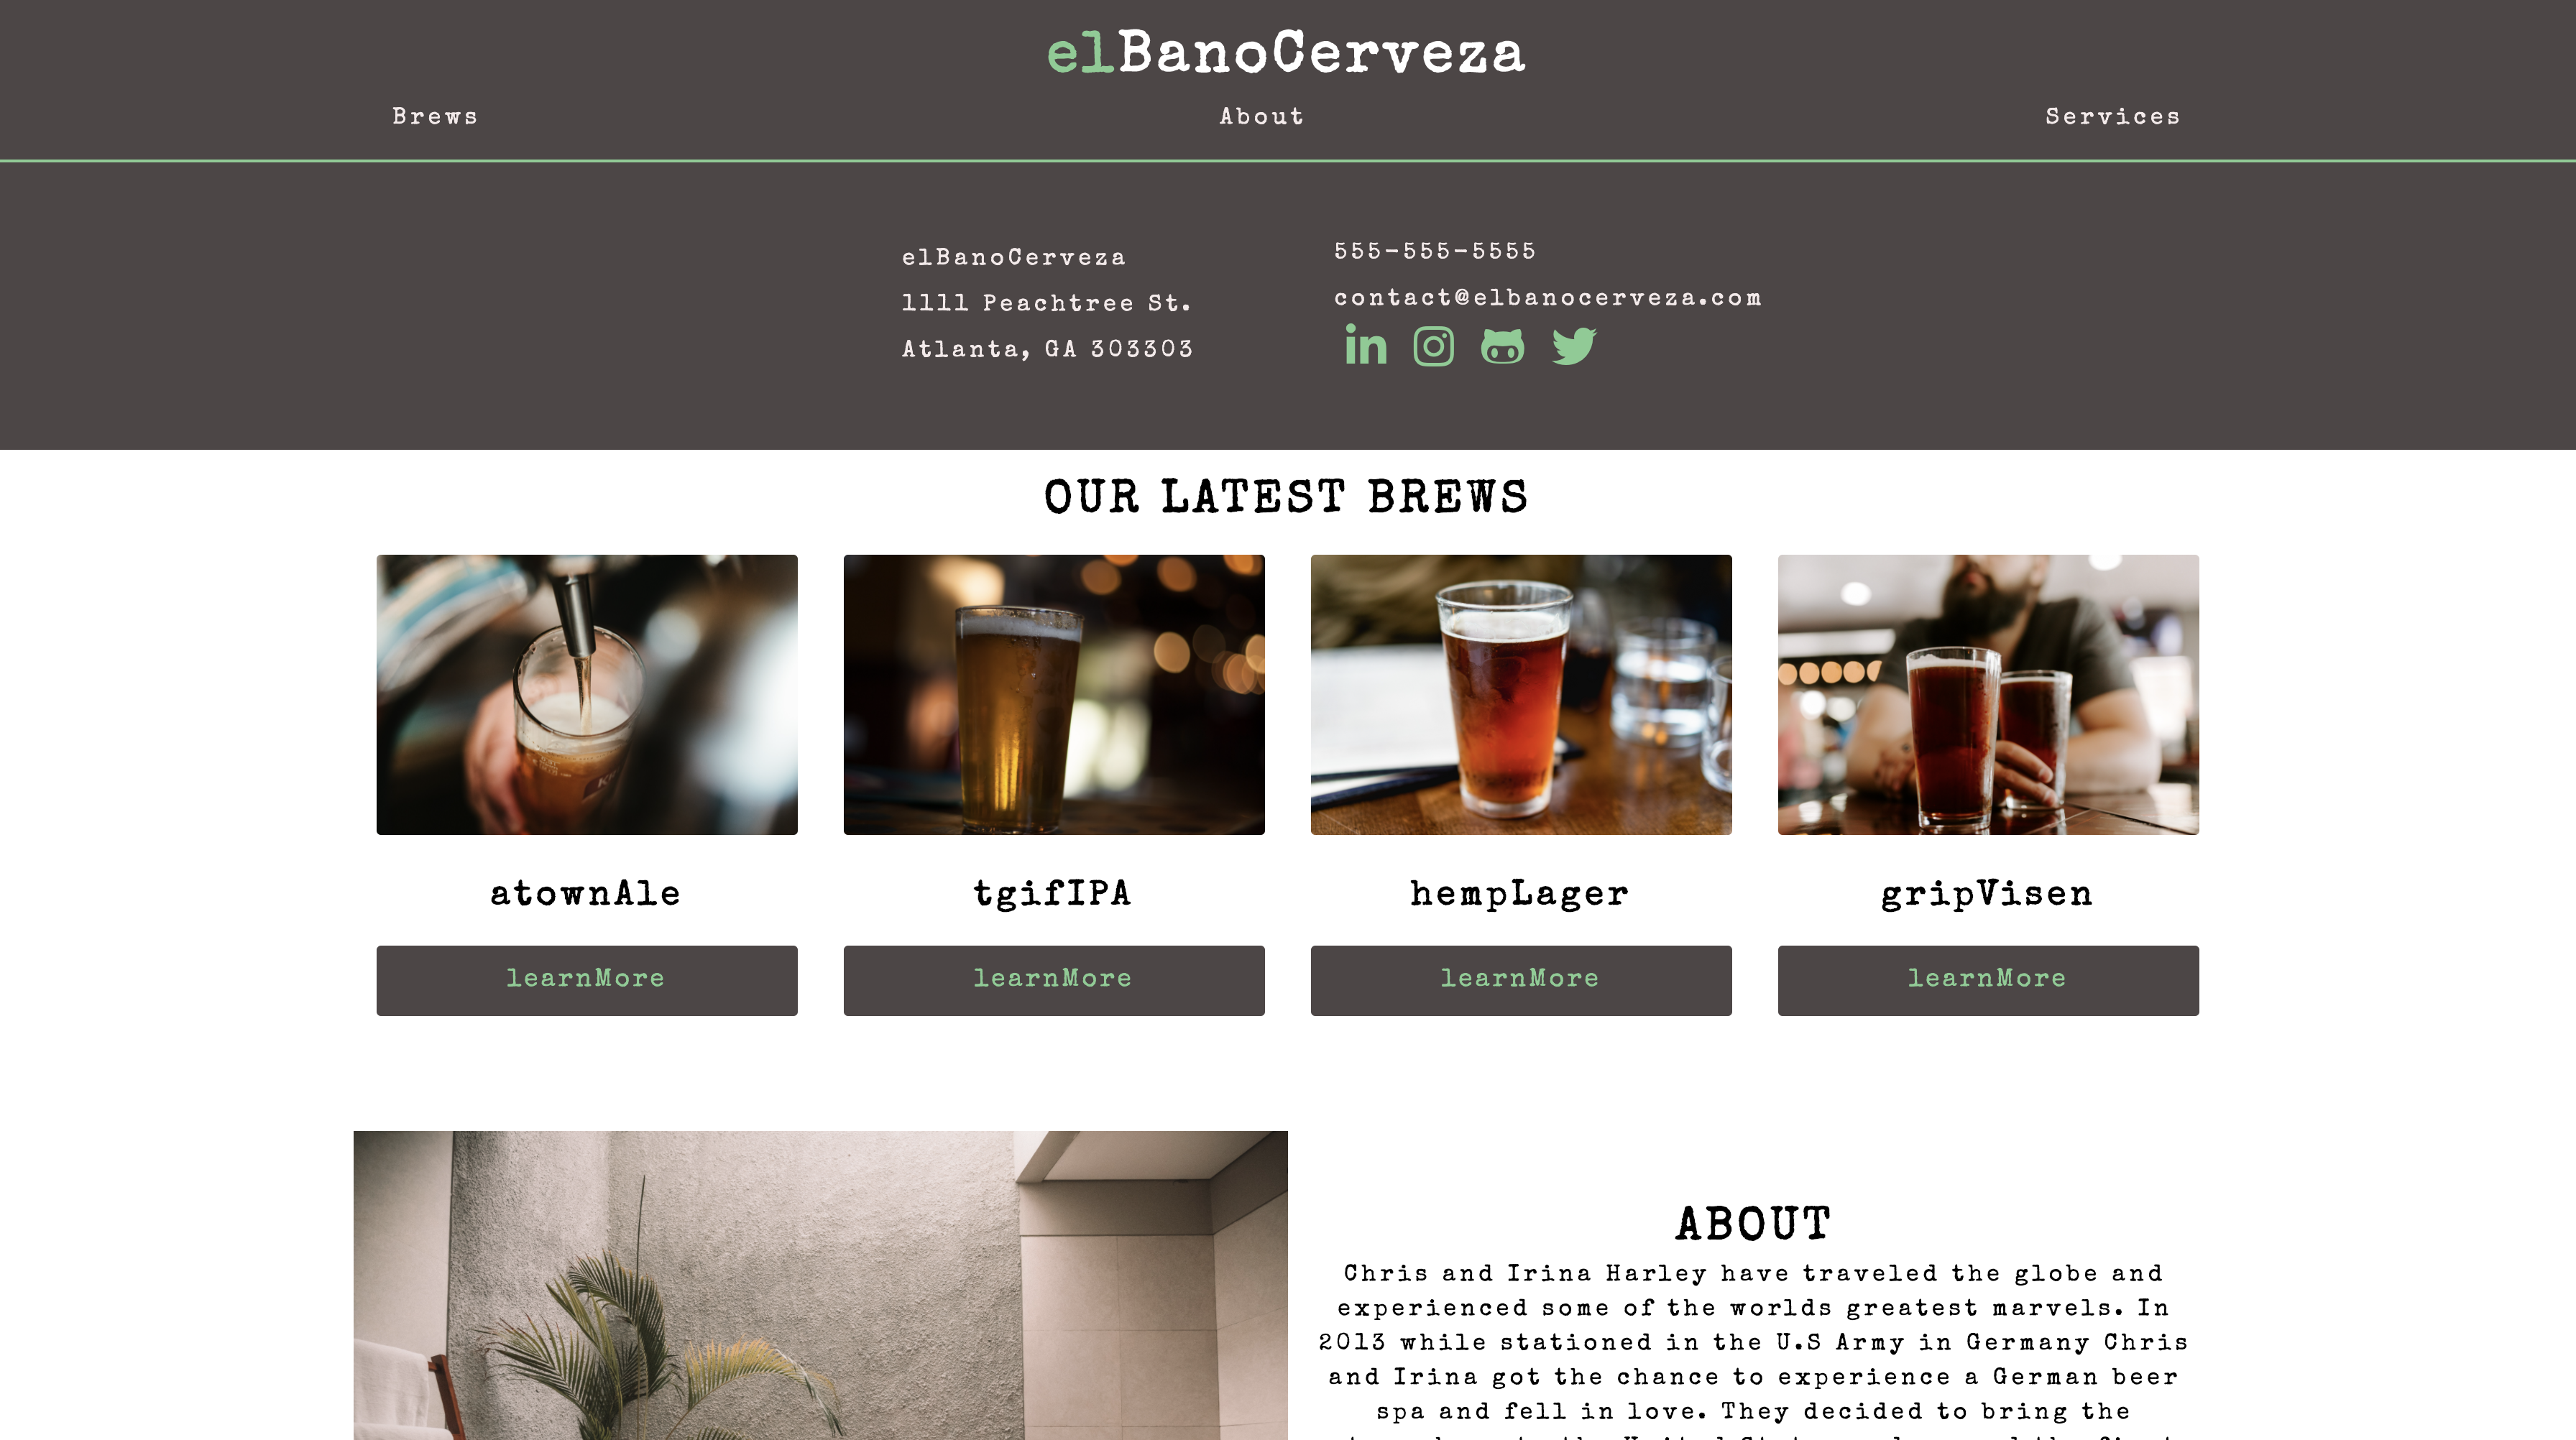 elBanoCerveza
Brews
About
Services
elBanoCerveza
1111 Peachtree St.
Atlanta, GA 303303
555-555-5555
contact@elbanocerveza.com
in
OUR LATEST BREWS
atownAle
tgifIPA
hempLager
gripVisen
learnMore
learnMore
learnMore
learnMore
ABOUT
Chris and Irina Harley have traveled the globe and
experienced some of the worlds greatest marvels. In
2013 while stationed in the U.S Army in Germany Chris
and Irina got the chance to experience a German beer
spa and fell in love. They decided to bring the